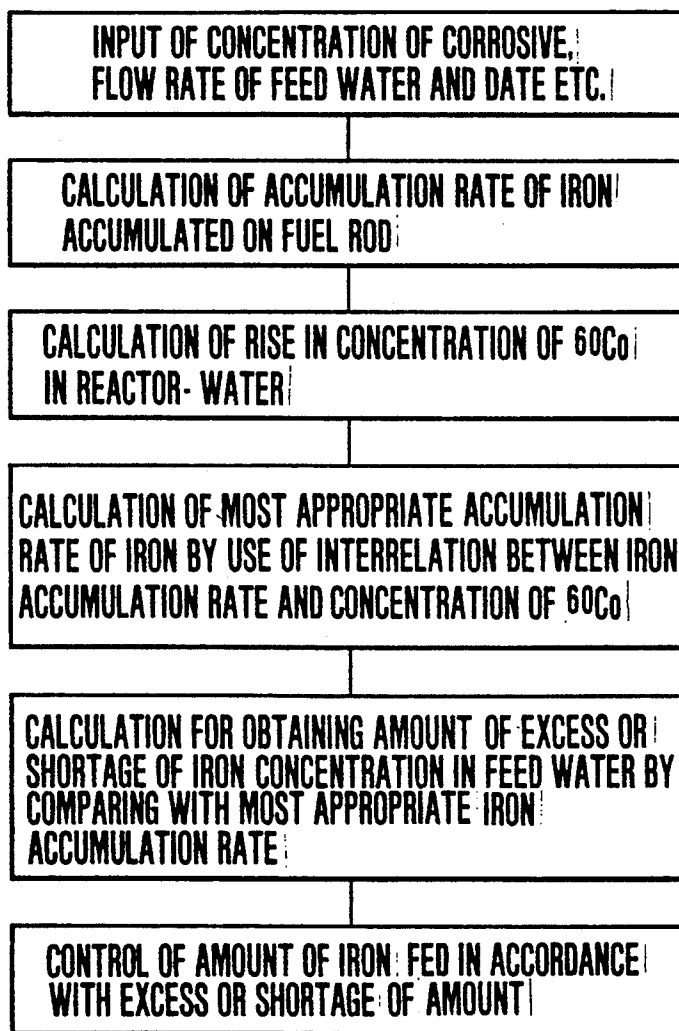 INPUT OF CONCENTRATION OF CORROSIVE,
FLOW RATE OF FEED WATER AND DATE ETC.
CALCULATION OF ACCUMULATION RATE OF IRON
ACCUMULATED ON FUEL ROD
CALCULATION OF RISE IN CONCENTRATION OF 60Co
IN REACTOR- WATER
CALCULATION OF MOST APPROPRIATE ACCUMULATION
RATE OF IRON BY USE OF INTERRELATION BETWEEN IRON
ACCUMULATION RATE AND CONCENTRATION OF 60Co
CALCULATION FOR OBTAINING AMOUNT OF EXCESS OR
SHORTAGE OF IRON CONCENTRATION IN FEED WATER BY
COMPARING WITH MOST APPROPRIATE IRON
ACCUMULATION RATE
CONTROL OF AMOUNT OF IRON FED IN ACCORDANCE
WITH EXCESS OR SHORTAGE OF AMOUNT